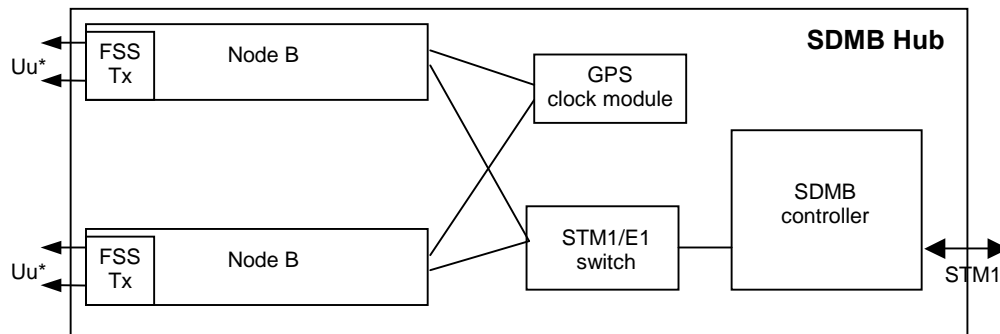 SDMB Hub
FSS
Tx
Node B
Uu*
GPS
clock module
SDMB
controller
STM1/E1
switch
FSS
Tx
Node B
Uu*
STM1